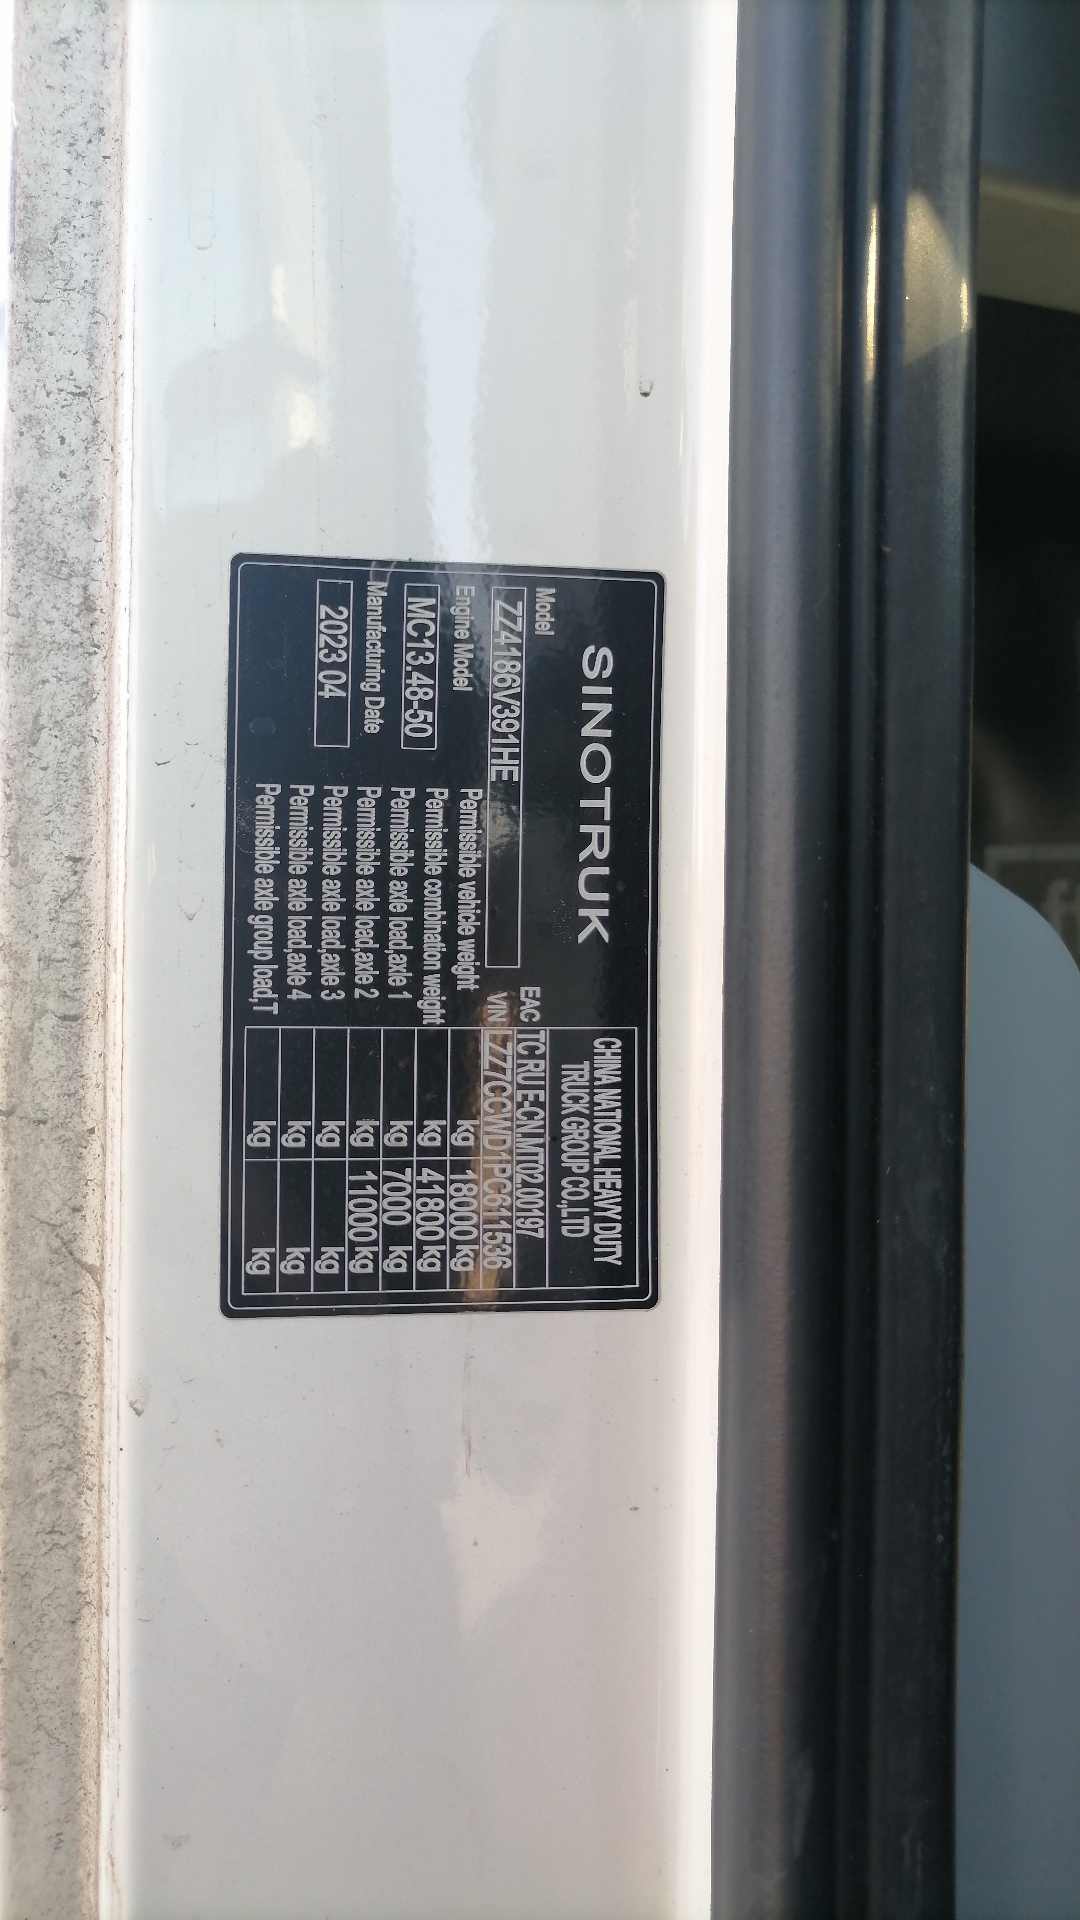 SINOTRUK
CHINA NATIONAL HEAVY DUTY
TRUCK GROUP CO.,LTD
Model
ZZ4186V391HE
EAC TC RU E-CN.MT02.00197
VIN LZZ7CCWD1PC611536
Engine Model
MC13.48-50
Manufacturing Date
2023 04
Permissible vehicle weight kg 18000 kg
Permissible combination weight kg 41800 kg
Permissible axle load,axle 1 kg 7000 kg
Permissible axle load,axle 2 kg 11000 kg
Permissible axle load,axle 3 kg kg
Permissible axle load,axle 4 kg kg
Permissible axle group load,T kg kg